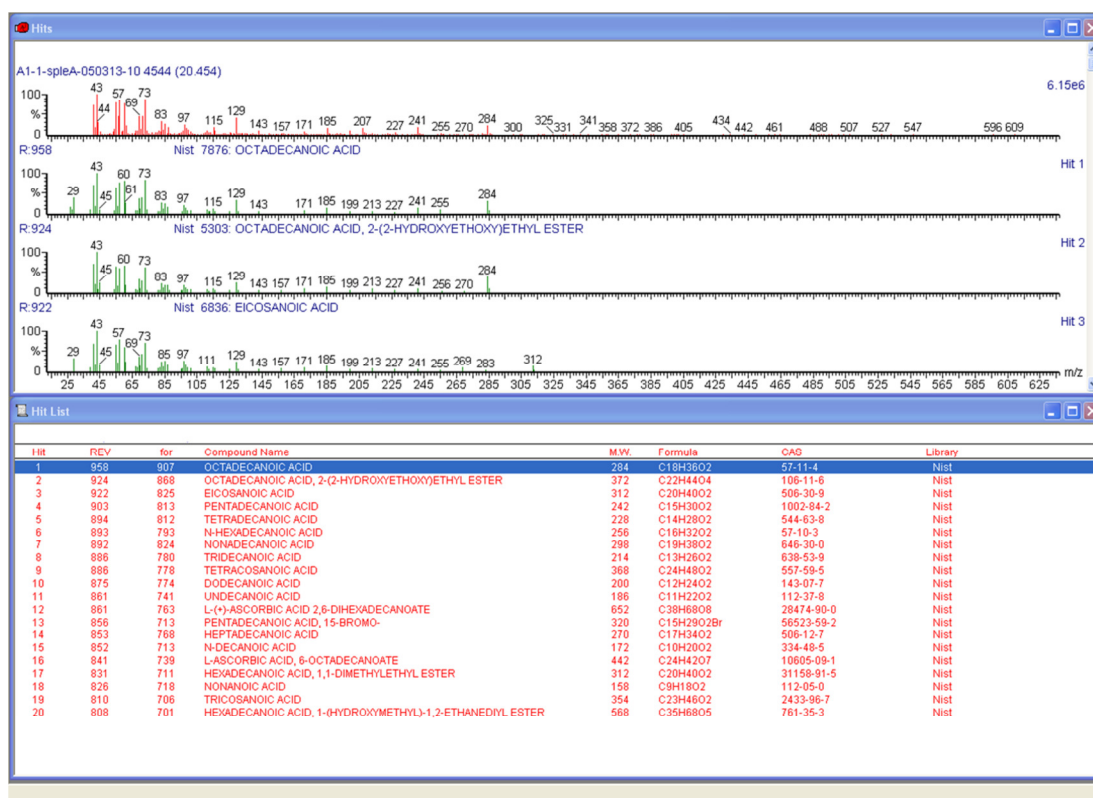 Hits
A1-1-spleA-050313-10 4544 (20.454)
6.15e6
100
%
0
43 44 57 69 73 83 97 115 129 143 157 171 185 207 227 241 255 270 284 300 325 331 341 358 372 386 405 434 442 461 488 507 527 547 596 609
R:958 Nist 7876: OCTADECANOIC ACID
Hit 1
100
%
0
29 43 45 60 61 73 83 97 115 129 143 171 185 199 213 227 241 255 284
R:924 Nist 5303: OCTADECANOIC ACID, 2-(2-HYDROXYETHOXY)ETHYL ESTER
Hit 2
100
%
0
43 45 60 73 83 97 115 129 143 157 171 185 199 213 227 241 256 270 284
R:922 Nist 6836: EICOSANOIC ACID
Hit 3
100
%
0
29 43 45 57 69 73 85 97 111 129 143 157 171 185 199 213 227 241 255 269 283 312
m/z
25 45 65 85 105 125 145 165 185 205 225 245 265 285 305 325 345 365 385 405 425 445 465 485 505 525 545 565 585 605 625
Hit List
Hit REV for Compound Name M.W. Formula CAS Library
1 958 907 OCTADECANOIC ACID 284 C18H36O2 57-11-4 Nist
2 924 868 OCTADECANOIC ACID, 2-(2-HYDROXYETHOXY)ETHYL ESTER 372 C22H44O4 106-11-6 Nist
3 922 825 EICOSANOIC ACID 312 C20H40O2 506-30-9 Nist
4 903 813 PENTADECANOIC ACID 242 C15H30O2 1002-84-2 Nist
5 894 812 TETRADECANOIC ACID 228 C14H28O2 544-63-8 Nist
6 893 793 N-HEXADECANOIC ACID 256 C16H32O2 57-10-3 Nist
7 892 824 NONADECANOIC ACID 298 C19H38O2 646-30-0 Nist
8 886 780 TRIDECANOIC ACID 214 C13H26O2 638-53-9 Nist
9 886 778 TETRACOSANOIC ACID 368 C24H48O2 557-59-5 Nist
10 875 774 DODECANOIC ACID 200 C12H24O2 143-07-7 Nist
11 861 741 UNDECANOIC ACID 186 C11H22O2 112-37-8 Nist
12 861 763 L-(+)-ASCORBIC ACID 2,6-DIHEXADECANOATE 652 C38H68O8 28474-90-0 Nist
13 856 713 PENTADECANOIC ACID, 15-BROMO- 320 C15H29O2Br 56523-59-2 Nist
14 853 768 HEPTADECANOIC ACID 270 C17H34O2 506-12-7 Nist
15 852 713 N-DECANOIC ACID 172 C10H20O2 334-48-5 Nist
16 841 739 L-ASCORBIC ACID, 6-OCTADECANOATE 442 C24H42O7 10605-09-1 Nist
17 831 711 HEXADECANOIC ACID, 1,1-DIMETHYLETHYL ESTER 312 C20H40O2 31158-91-5 Nist
18 826 718 NONANOIC ACID 158 C9H18O2 112-05-0 Nist
19 810 706 TRICOSANOIC ACID 354 C23H46O2 2433-96-7 Nist
20 808 701 HEXADECANOIC ACID, 1-(HYDROXYMETHYL)-1,2-ETHANEDIYL ESTER 568 C35H68O5 761-35-3 Nist